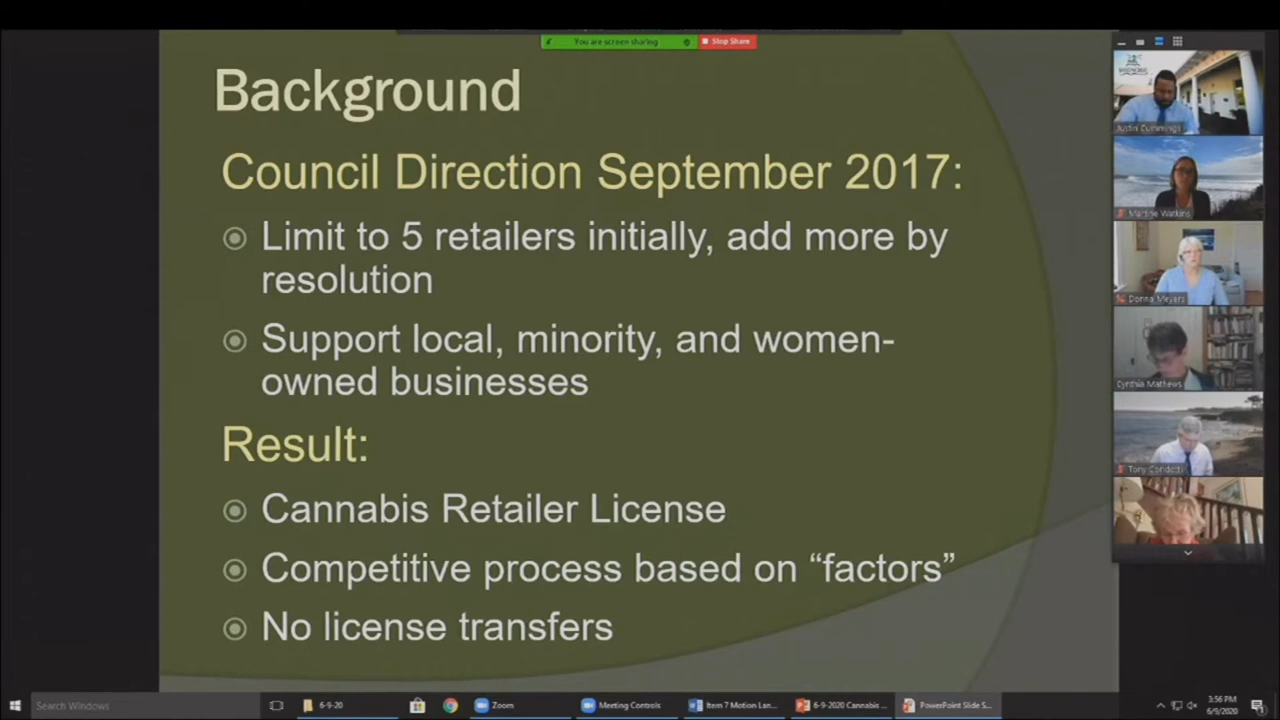 You are screen sharing
Stop Share
Background
Council Direction September 2017:
Limit to 5 retailers initially, add more by
resolution
Support local, minority, and women-
owned businesses
Result:
Cannabis Retailer License
Competitive process based on “factors”
No license transfers
Justin Cummings
Martine Watkins
Donna Meyers
Cynthia Mathews
Tony Condotti
Search Windows
6-9-20
Zoom
Meeting Controls
Item 7 Motion Lan...
6-9-2020 Cannabis ...
PowerPoint Slide S...
3:56 PM
6/9/2020